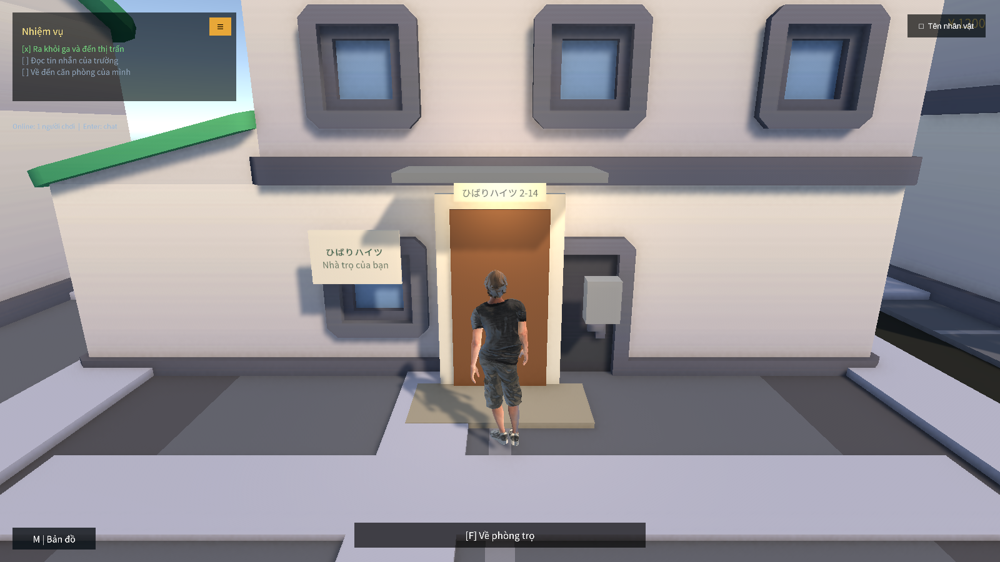 Nhiệm vụ
☰
[x] Ra khỏi ga và đến thị trấn
[ ] Đọc tin nhắn của trường
[ ] Về đến căn phòng của mình
Online: 1 người chơi | Enter: chat
□ Tên nhân vật
¥ 1200
ひばりハイツ 2-14
ひばりハイツ
Nhà trọ của bạn
[F] Về phòng trọ
M | Bản đồ